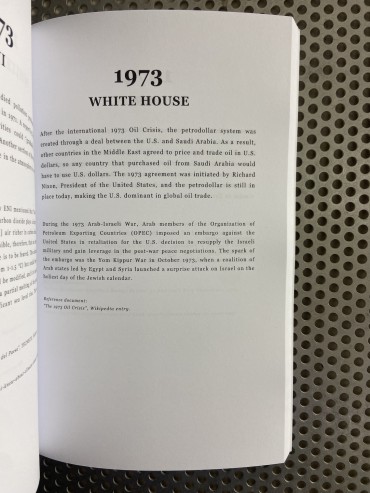 973
1973
WHITE HOUSE
After the international 1973 Oil Crisis, the petrodollar system was
created through a deal between the U.S. and Saudi Arabia. As a result,
other countries in the Middle East agreed to price and trade oil in U.S.
dollars, so any country that purchased oil from Saudi Arabia would
have to use U.S. dollars. The 1973 agreement was initiated by Richard
Nixon, President of the United States, and the petrodollar is still in
place today, making the U.S. dominant in global oil trade.
During the 1973 Arab-Israeli War, Arab members of the Organization of
Petroleum Exporting Countries (OPEC) imposed an embargo against the
United States in retaliation for the U.S. decision to resupply the Israeli
military and gain leverage in the post-war peace negotiations. The spark of
the embargo was the Yom Kippur War in October 1973, when a coalition of
Arab states led by Egypt and Syria launched a surprise attack on Israel on the
holiest day of the Jewish calendar.
Reference document:
"The 1973 Oil Crisis", Wikipedia entry.